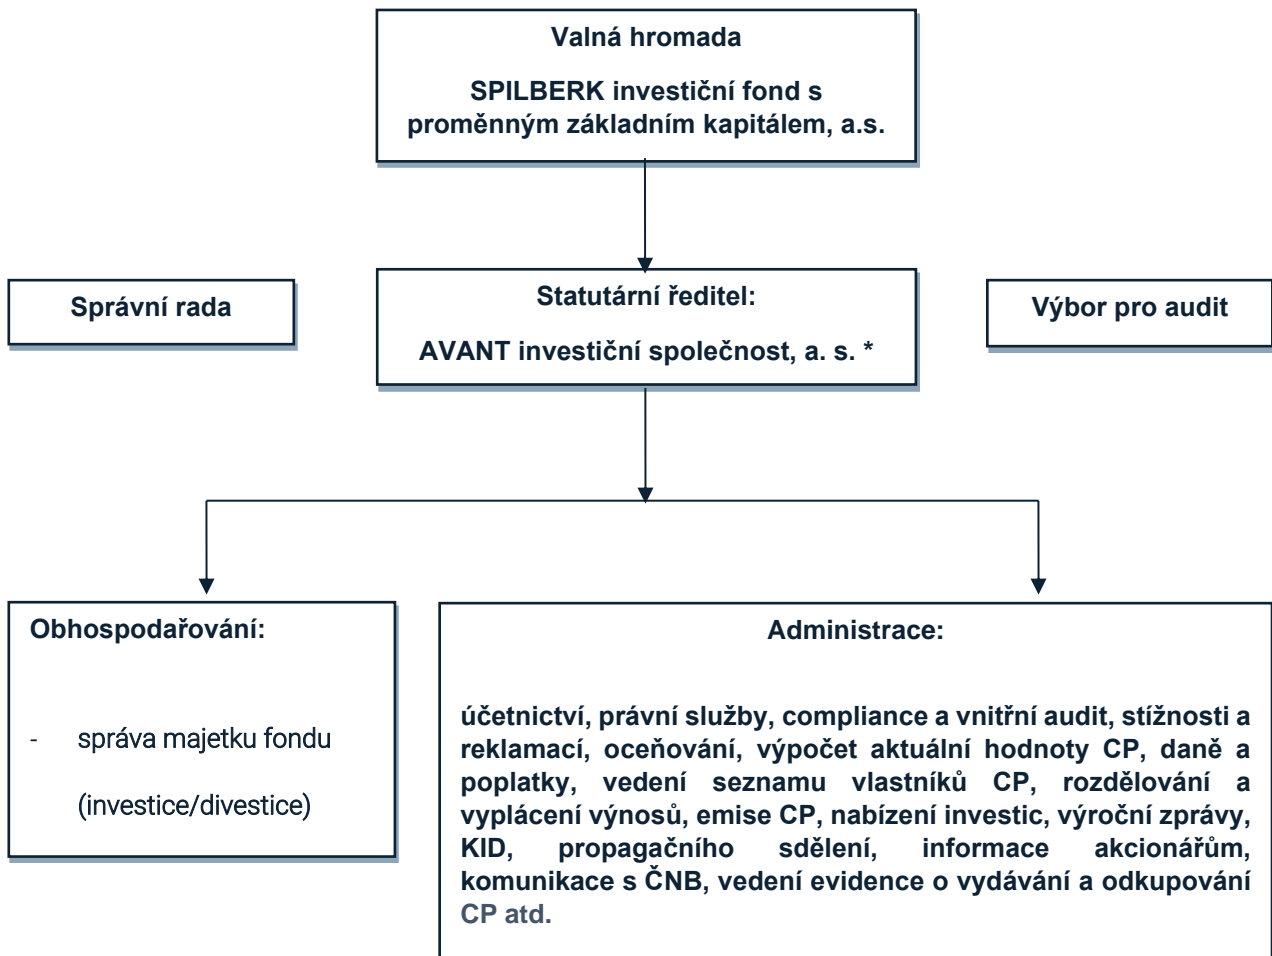 Valná hromada
SPILBERK investiční fond s
proměnným základním kapitálem, a.s.
Správní rada
Statutární ředitel:
AVANT investiční společnost, a. s. *
Výbor pro audit
Obhospodařování:
- správa majetku fondu
(investice/divestice)
Administrace:
účetnictví, právní služby, compliance a vnitřní audit, stížnosti a
reklamací, oceňování, výpočet aktuální hodnoty CP, daně a
poplatky, vedení seznamu vlastníků CP, rozdělování a
vyplácení výnosů, emise CP, nabízení investic, výroční zprávy,
KID, propagačního sdělení, informace akcionářům,
komunikace s ČNB, vedení evidence o vydávání a odkupování
CP atd.